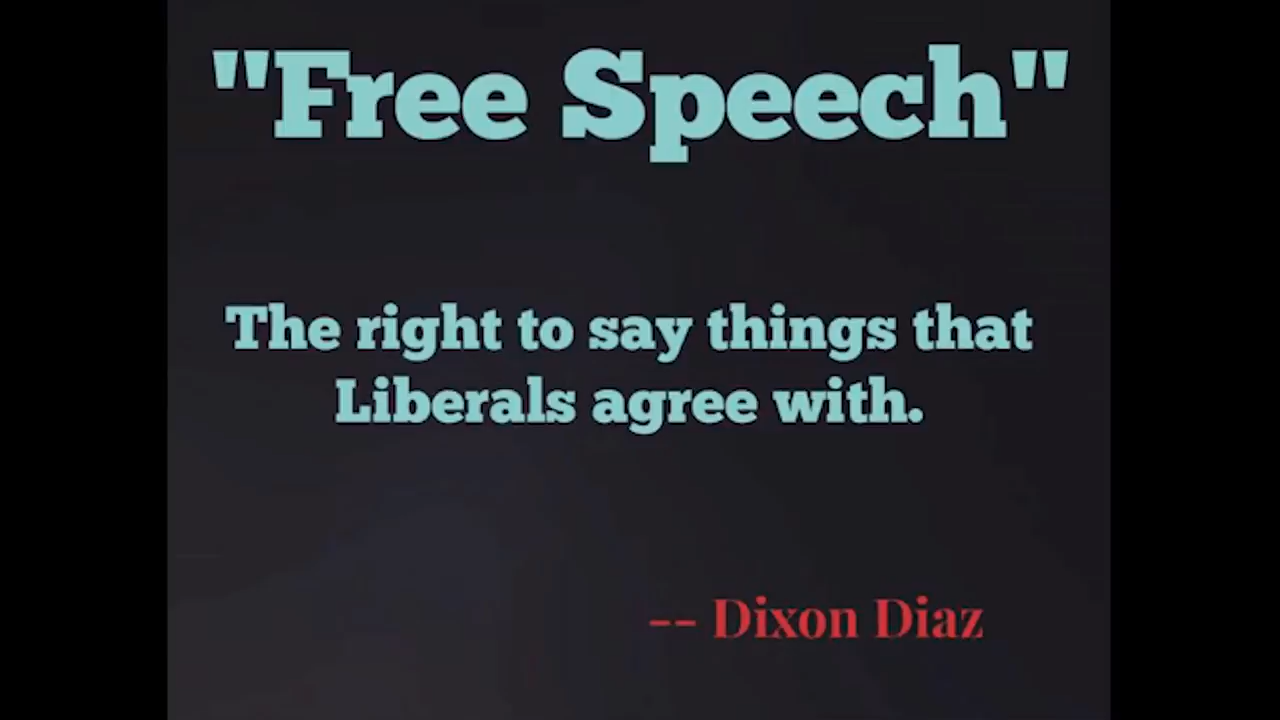 "Free Speech"
The right to say things that
Liberals agree with.
-- Dixon Diaz